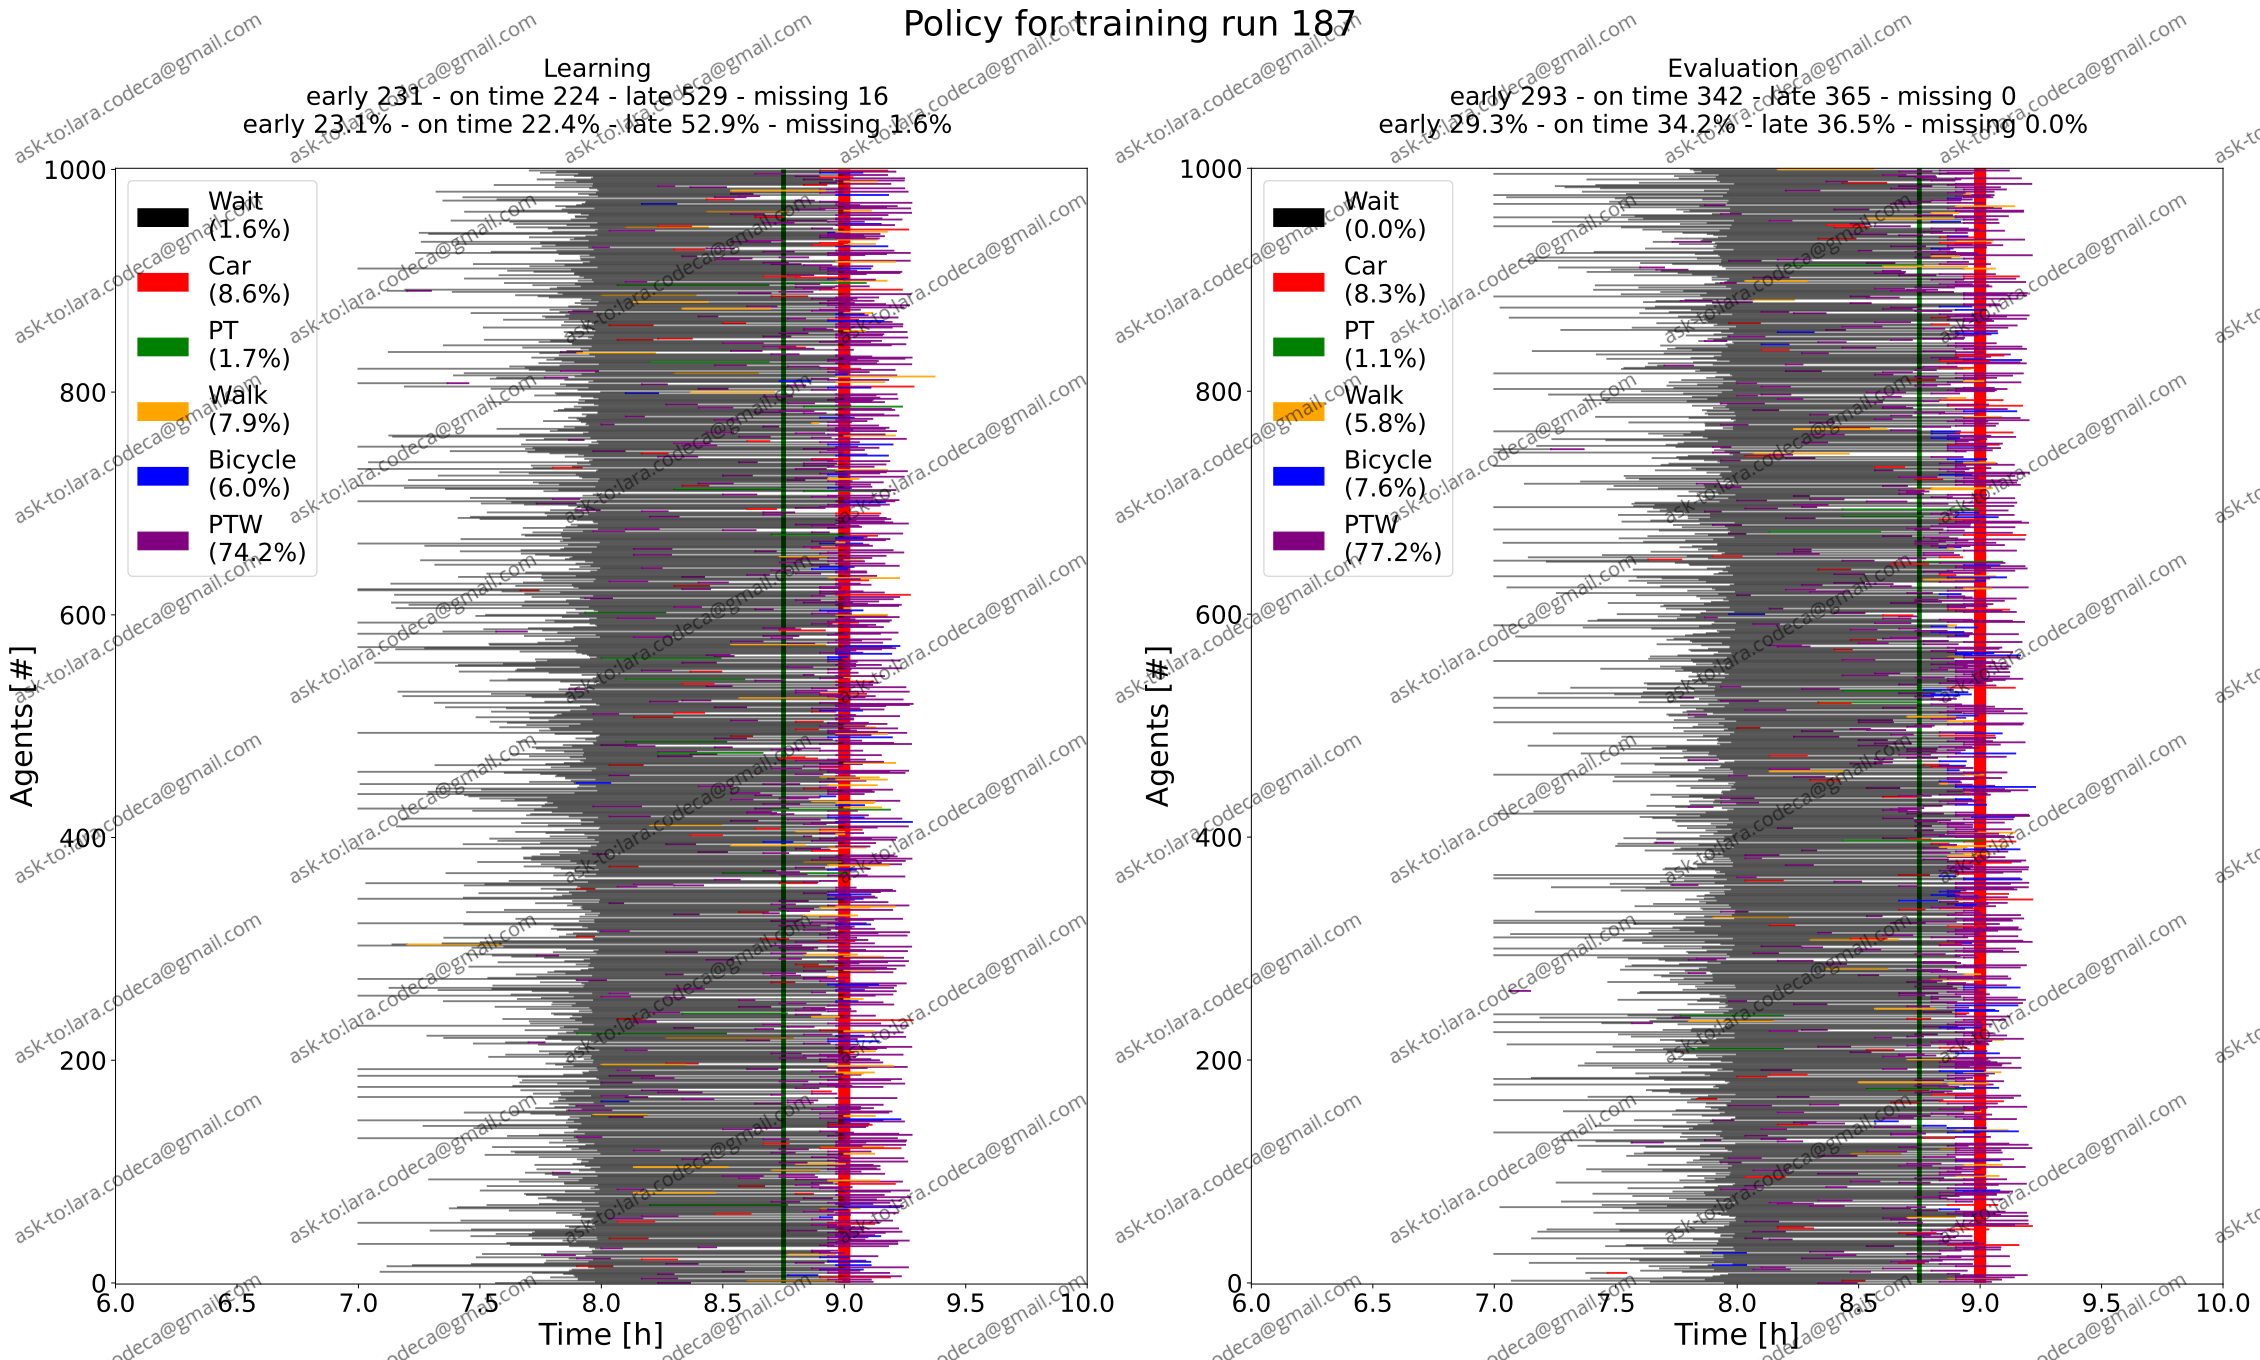 Policy for training run 187
Learning
early 231 - on time 224 - late 529 - missing 16
early 23.1% - on time 22.4% - late 52.9% - missing 1.6%
Wait
(1.6%)
Car
(8.6%)
PT
(1.7%)
Walk
(7.9%)
Bicycle
(6.0%)
PTW
(74.2%)
Agents [#]
1000
800
600
400
200
0
6.0 6.5 7.0 7.5 8.0 8.5 9.0 9.5 10.0
Time [h]
Evaluation
early 293 - on time 342 - late 365 - missing 0
early 29.3% - on time 34.2% - late 36.5% - missing 0.0%
Wait
(0.0%)
Car
(8.3%)
PT
(1.1%)
Walk
(5.8%)
Bicycle
(7.6%)
PTW
(77.2%)
Agents [#]
1000
800
600
400
200
0
6.0 6.5 7.0 7.5 8.0 8.5 9.0 9.5 10.0
Time [h]
ask-to:lara.codeca@gmail.com